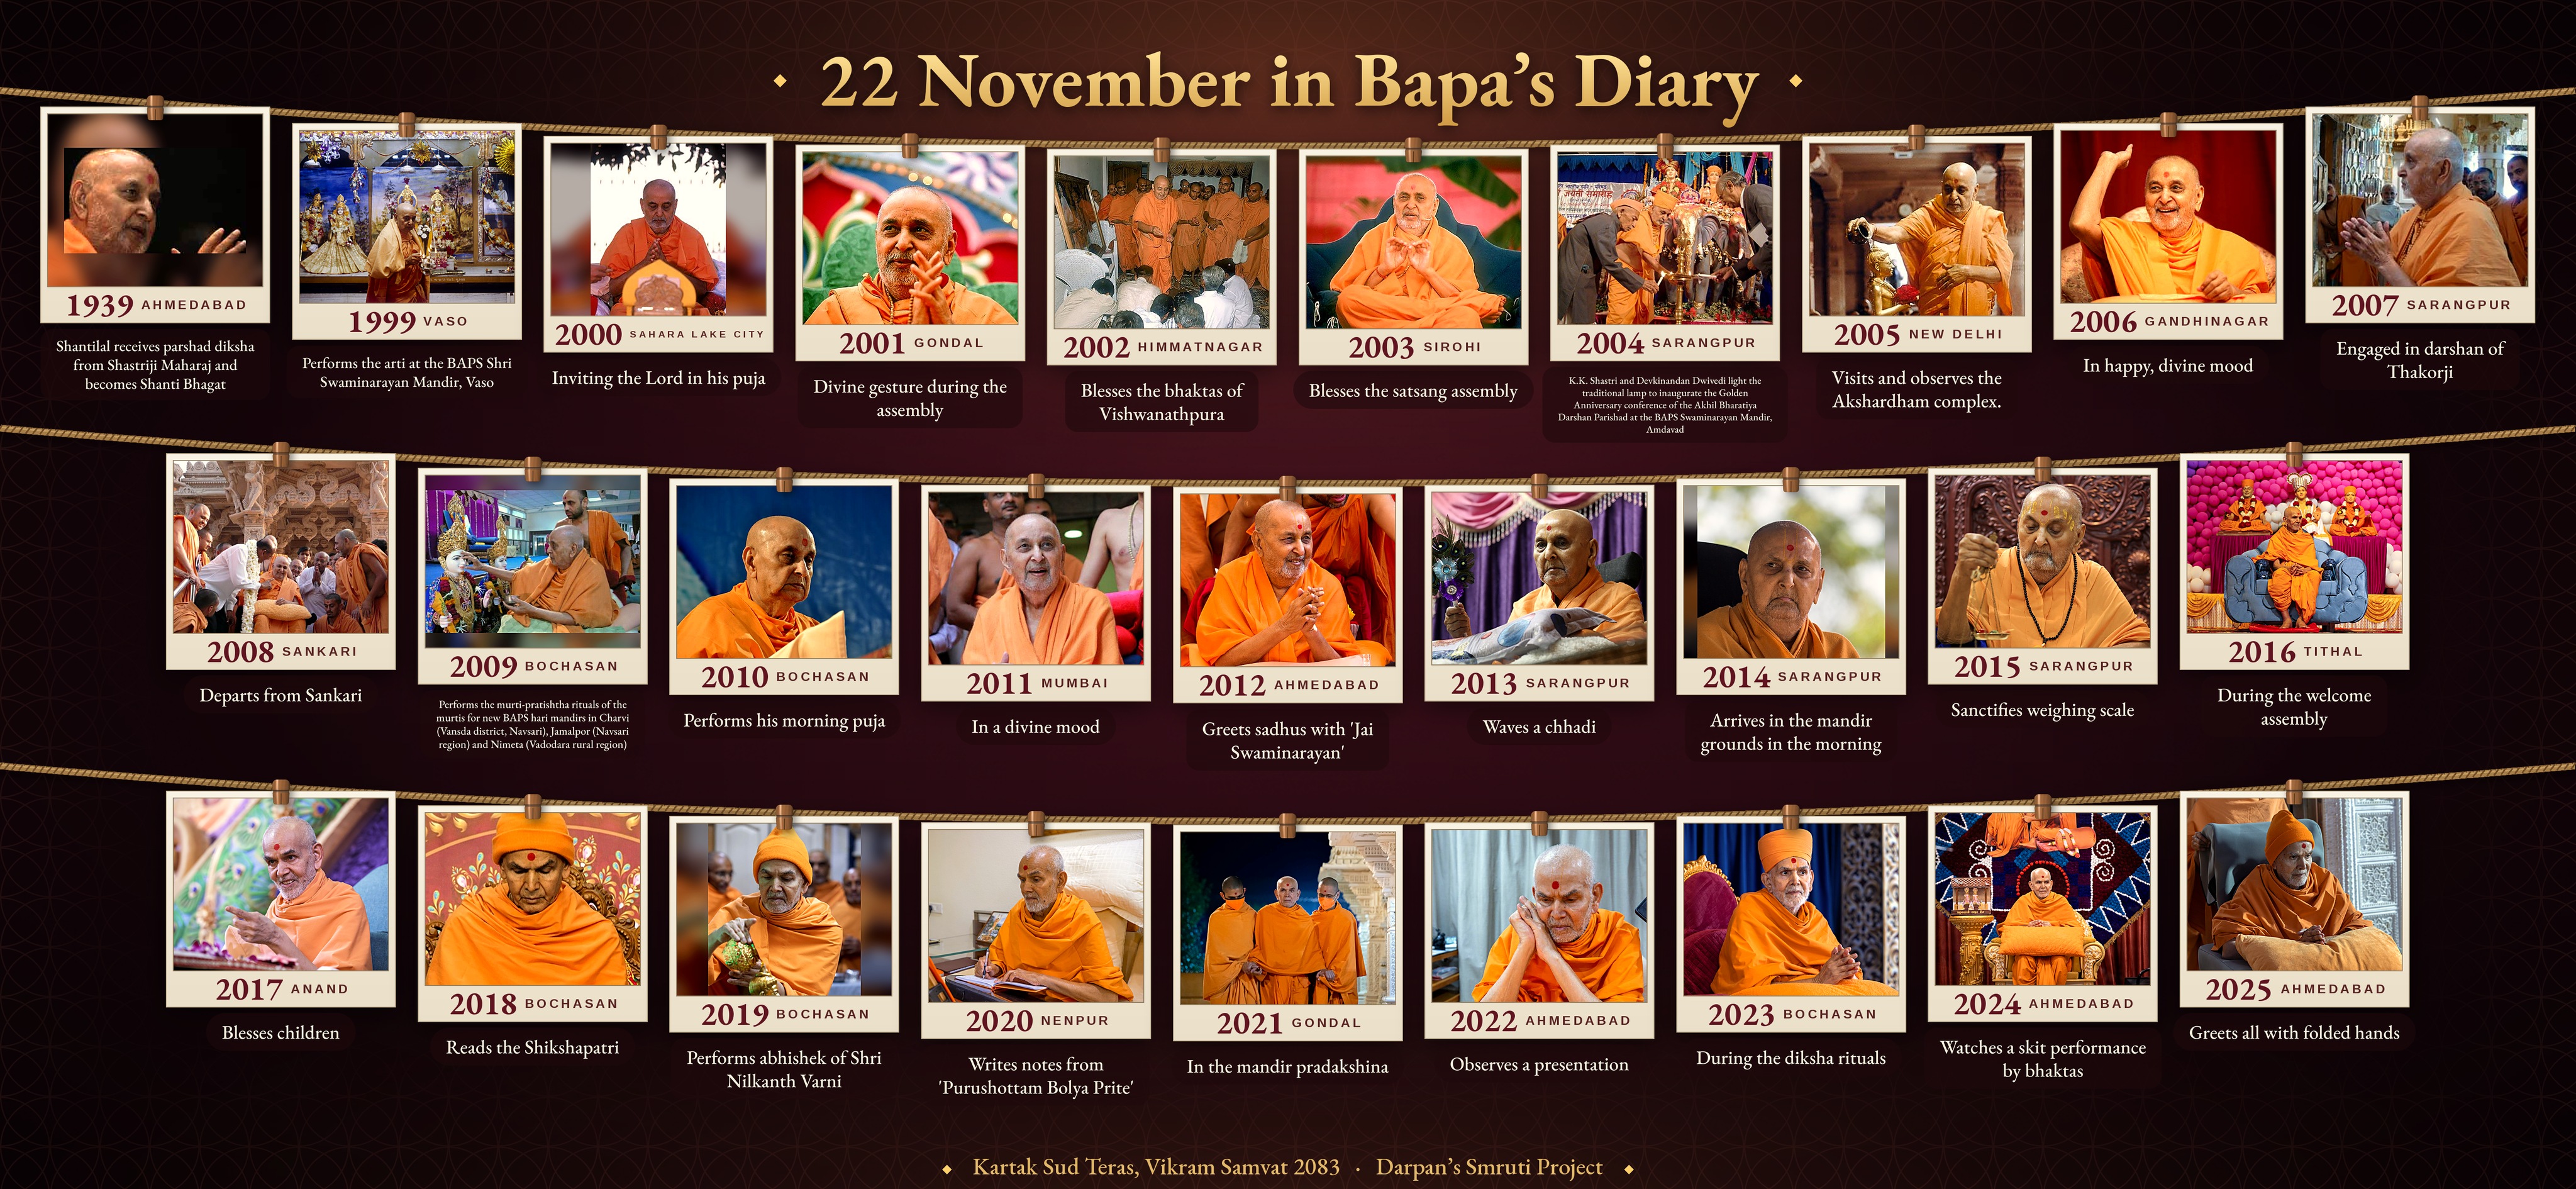 22 November in Bapa's Diary
1939 AHMEDABAD
Shantilal receives parshad diksha
from Shastriji Maharaj and
becomes Shanti Bhagat
1999 VASO
Performs the arti at the BAPS Shri
Swaminarayan Mandir, Vaso
2000 SAHARA LAKE CITY
Inviting the Lord in his puja
2001 GONDAL
Divine gesture during the
assembly
2002 HIMMATNAGAR
Blesses the bhaktas of
Vishwanathpura
2003 SIROHI
Blesses the satsang assembly
2004 SARANGPUR
K.K. Shastri and Devkinandan Dwivedi light the
traditional lamp to inaugurate the Golden
Anniversary conference of the Akhil Bharatiya
Darshan Parishad at the BAPS Swaminarayan Mandir,
Amdavad
2005 NEW DELHI
Visits and observes the
Akshardham complex.
2006 GANDHINAGAR
In happy, divine mood
2007 SARANGPUR
Engaged in darshan of
Thakorji
2008 SANKARI
Departs from Sankari
2009 BOCHASAN
Performs the murti-pratishtha rituals of the
murtis for new BAPS hari mandirs in Charvi
(Vansda district, Navsari), Jamalpor (Navsari
region) and Nimeta (Vadodara rural region)
2010 BOCHASAN
Performs his morning puja
2011 MUMBAI
In a divine mood
2012 AHMEDABAD
Greets sadhus with 'Jai
Swaminarayan'
2013 SARANGPUR
Waves a chhadi
2014 SARANGPUR
Arrives in the mandir
grounds in the morning
2015 SARANGPUR
Sanctifies weighing scale
2016 TITHAL
During the welcome
assembly
2017 ANAND
Blesses children
2018 BOCHASAN
Reads the Shikshapatri
2019 BOCHASAN
Performs abhishek of Shri
Nilkanth Varni
2020 NENPUR
Writes notes from
'Purushottam Bolya Prite'
2021 GONDAL
In the mandir pradakshina
2022 AHMEDABAD
Observes a presentation
2023 BOCHASAN
During the diksha rituals
2024 AHMEDABAD
Watches a skit performance
by bhaktas
2025 AHMEDABAD
Greets all with folded hands
Kartak Sud Teras, Vikram Samvat 2083 · Darpan's Smruti Project